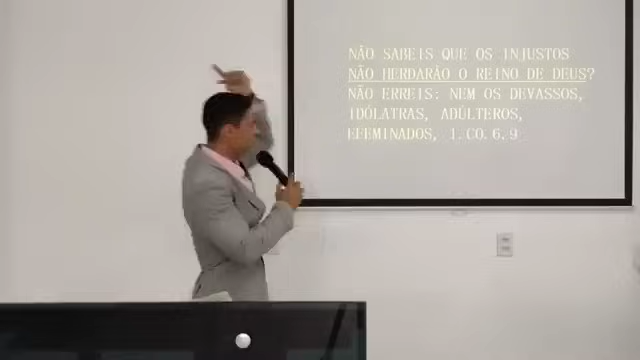 NÃO SABEIS QUE OS INJUSTOS
NÃO HERDARÃO O REINO DE DEUS?
NÃO ERREIS: NEM OS DEVASSOS,
IDÓLATRAS, ADÚLTEROS,
EFEMINADOS, 1.CO.6.9